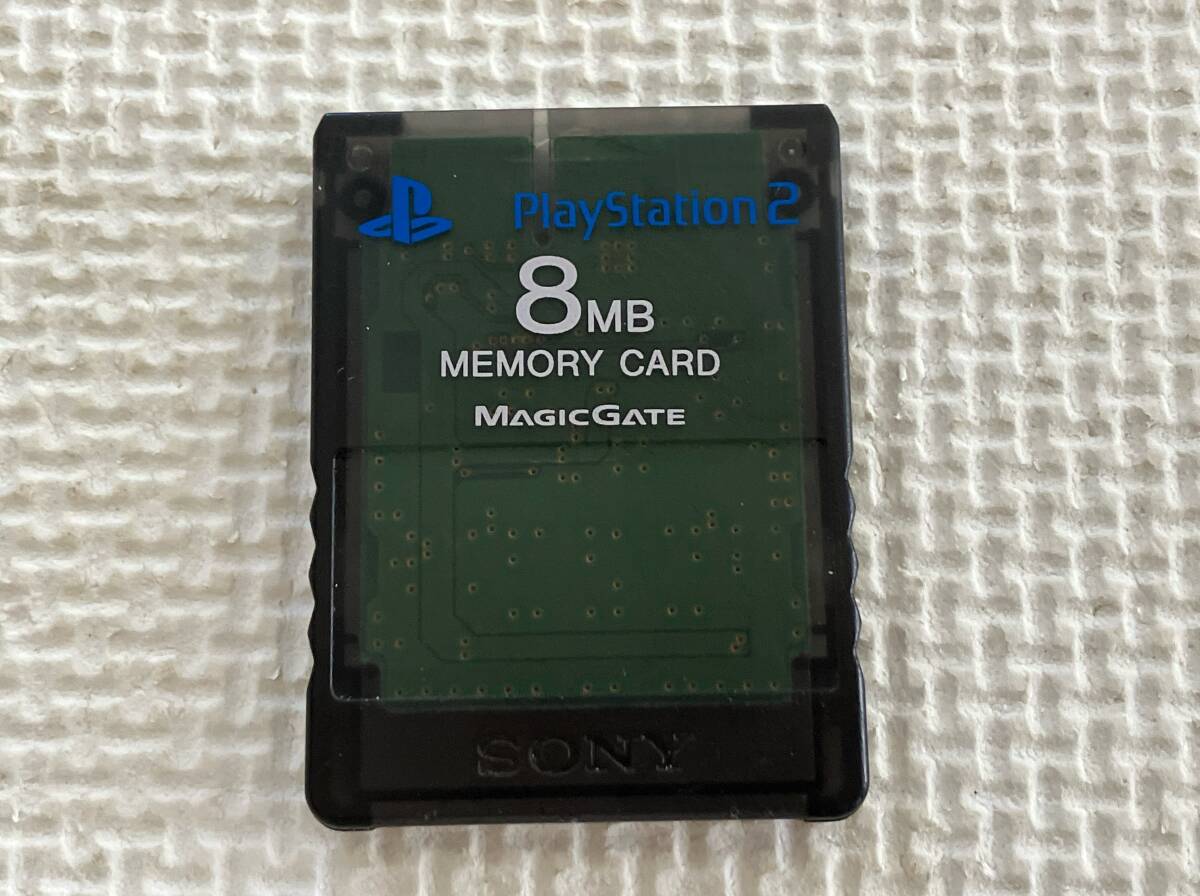 PlayStation 2
8MB
MEMORY CARD
MAGICGATE
SONY